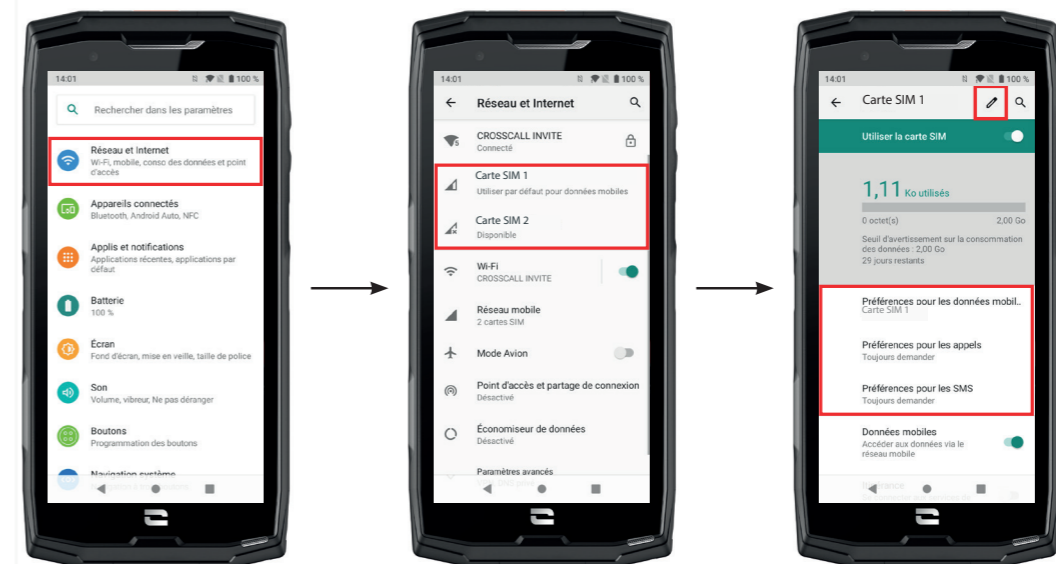 14:01 100 %
Rechercher dans les paramètres
Réseau et Internet
Wi-Fi, mobile, conso des données et point
d'accès
Appareils connectés
Bluetooth, Android Auto, NFC
Applis et notifications
Applications récentes, applications par
défaut
Batterie
100 %
Écran
Fond d'écran, mise en veille, taille de police
Son
Volume, vibreur, Ne pas déranger
Boutons
Programmation des boutons
Navigation système
14:01 100 %
Réseau et Internet
CROSSCALL INVITE
Connecté
Carte SIM 1
Utiliser par défaut pour données mobiles
Carte SIM 2
Disponible
Wi-Fi
CROSSCALL INVITE
Réseau mobile
2 cartes SIM
Mode Avion
Point d'accès et partage de connexion
Désactivé
Économiseur de données
Désactivé
Paramètres avancés
14:01 100 %
Carte SIM 1
Utiliser la carte SIM
1,11 Ko utilisés
0 octet(s) 2,00 Go
Seuil d'avertissement sur la consommation
des données : 2,00 Go
29 jours restants
Préférences pour les données mobil..
Carte SIM 1
Préférences pour les appels
Toujours demander
Préférences pour les SMS
Toujours demander
Données mobiles
Accéder aux données via le
réseau mobile
Itinérance